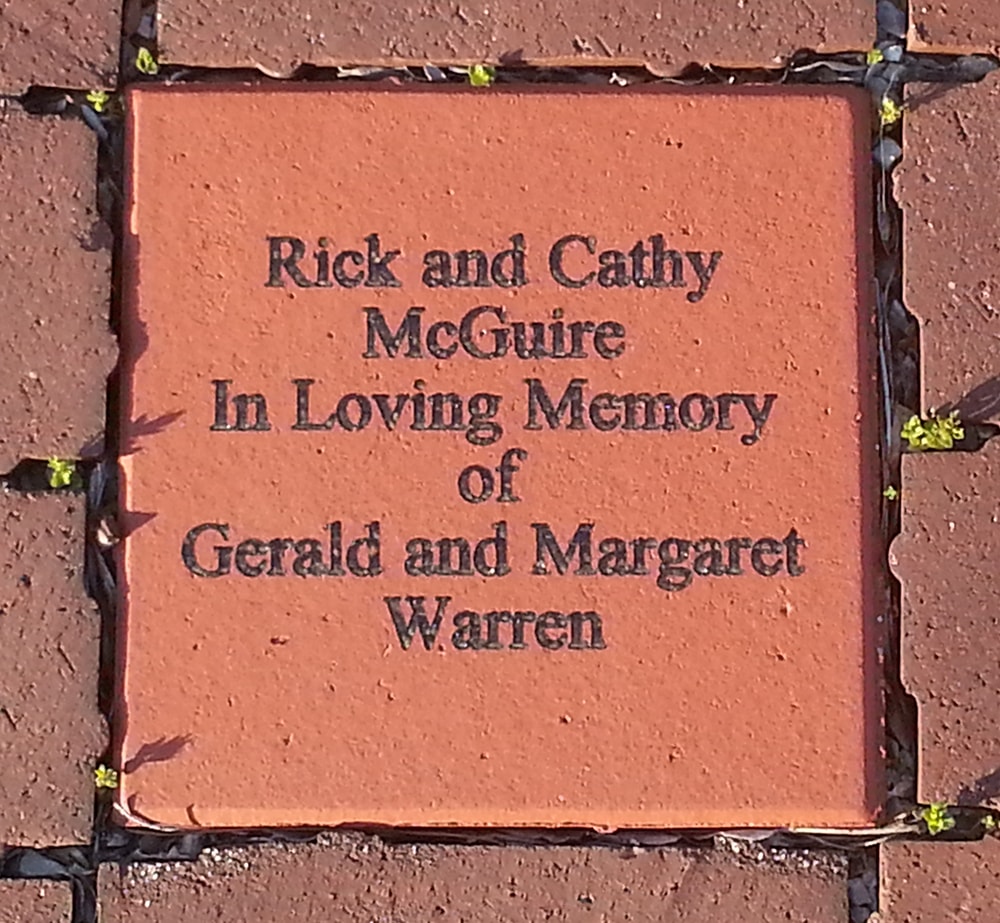 Rick and Cathy
McGuire
In Loving Memory
of
Gerald and Margaret
Warren